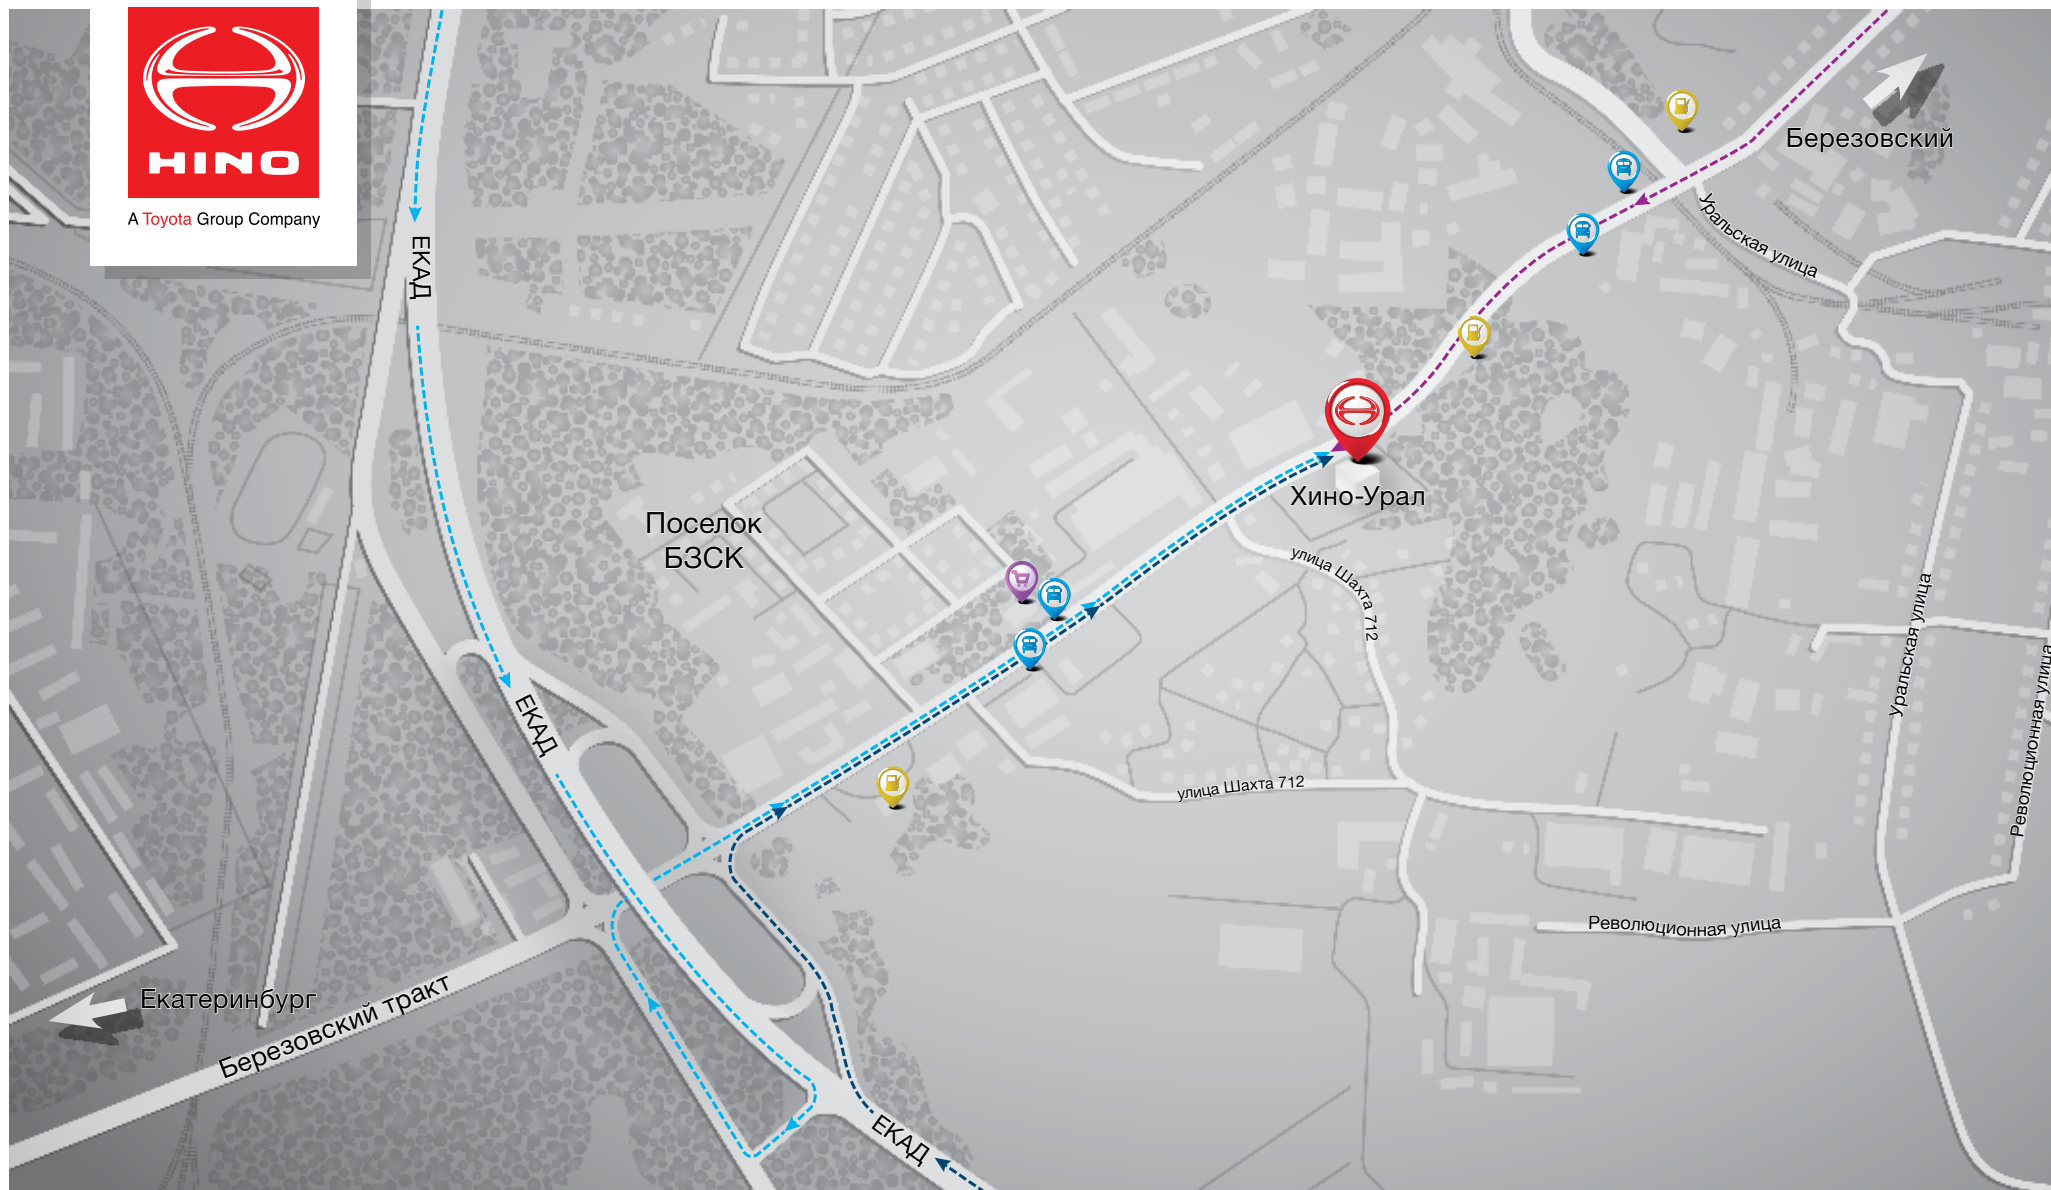 HINO
A Toyota Group Company
Березовский
Уральская улица
ЕКАД
Хино-Урал
Поселок
БЗСК
улица Шахта 712
Уральская улица
Революционная улица
ЕКАД
улица Шахта 712
Революционная улица
Екатеринбург
Березовский тракт
ЕКАД